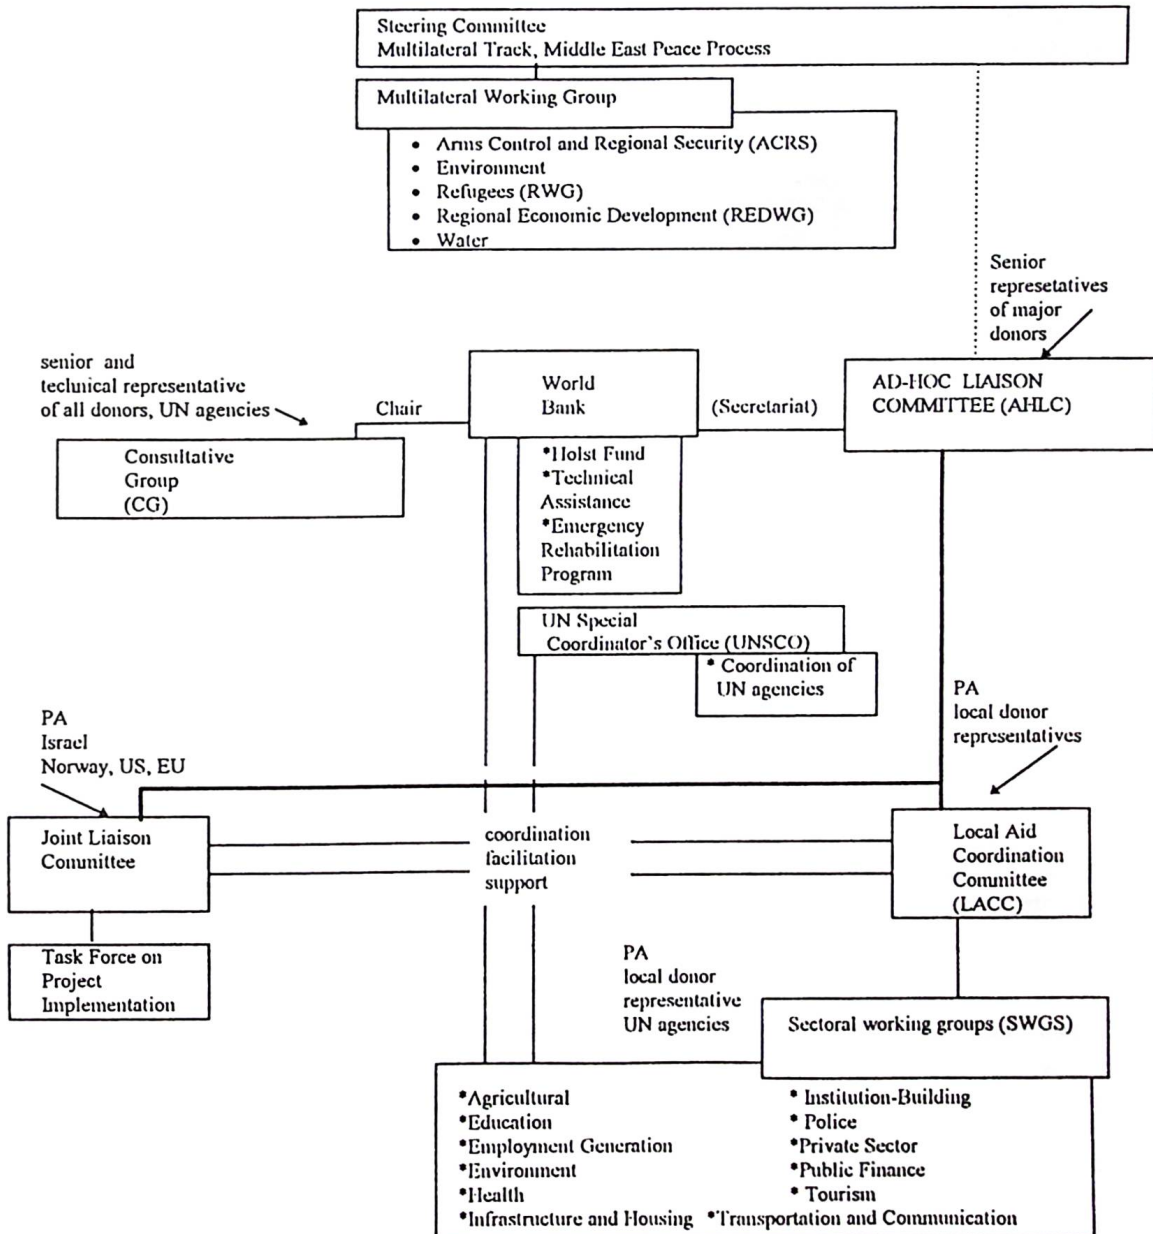 Steering Committee
Multilateral Track, Middle East Peace Process
Multilateral Working Group
• Arms Control and Regional Security (ACRS)
• Environment
• Refugees (RWG)
• Regional Economic Development (REDWG)
• Water
Senior
represetatives
of major
donors
senior and
technical representative
of all donors, UN agencies
Chair
World
Bank
(Secretariat)
AD-HOC LIAISON
COMMITTEE (AHLC)
Consultative
Group
(CG)
*Holst Fund
*Technical
Assistance
*Emergency
Rehabilitation
Program
UN Special
Coordinator's Office (UNSCO)
* Coordination of
UN agencies
PA
Israel
Norway, US, EU
PA
local donor
representatives
Joint Liaison
Committee
coordination
facilitation
support
Local Aid
Coordination
Committee
(LACC)
Task Force on
Project
Implementation
PA
local donor
representative
UN agencies
Sectoral working groups (SWGS)
*Agricultural
*Education
*Employment Generation
*Environment
*Health
*Infrastructure and Housing
* Institution-Building
* Police
*Private Sector
*Public Finance
* Tourism
*Transportation and Communication